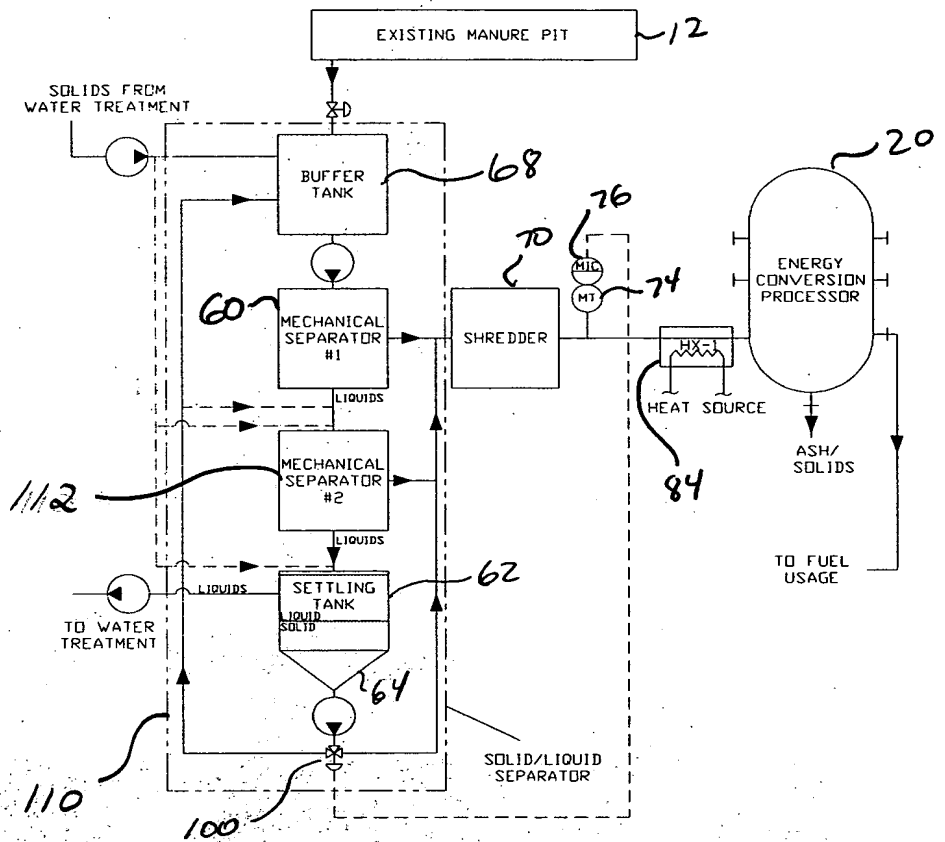 EXISTING MANURE PIT
12
SOLIDS FROM
WATER TREATMENT
BUFFER
TANK
68
20
76
MIC
70
74
MT
60
MECHANICAL
SEPARATOR
#1
SHREDDER
ENERGY
CONVERSION
PROCESSOR
HX-1
LIQUIDS
HEAT SOURCE
84
ASH/
SOLIDS
112
MECHANICAL
SEPARATOR
#2
LIQUIDS
TO FUEL
USAGE
62
LIQUIDS
SETTLING
TANK
LIQUID
SOLID
TO WATER
TREATMENT
64
SOLID/LIQUID
SEPARATOR
110
100